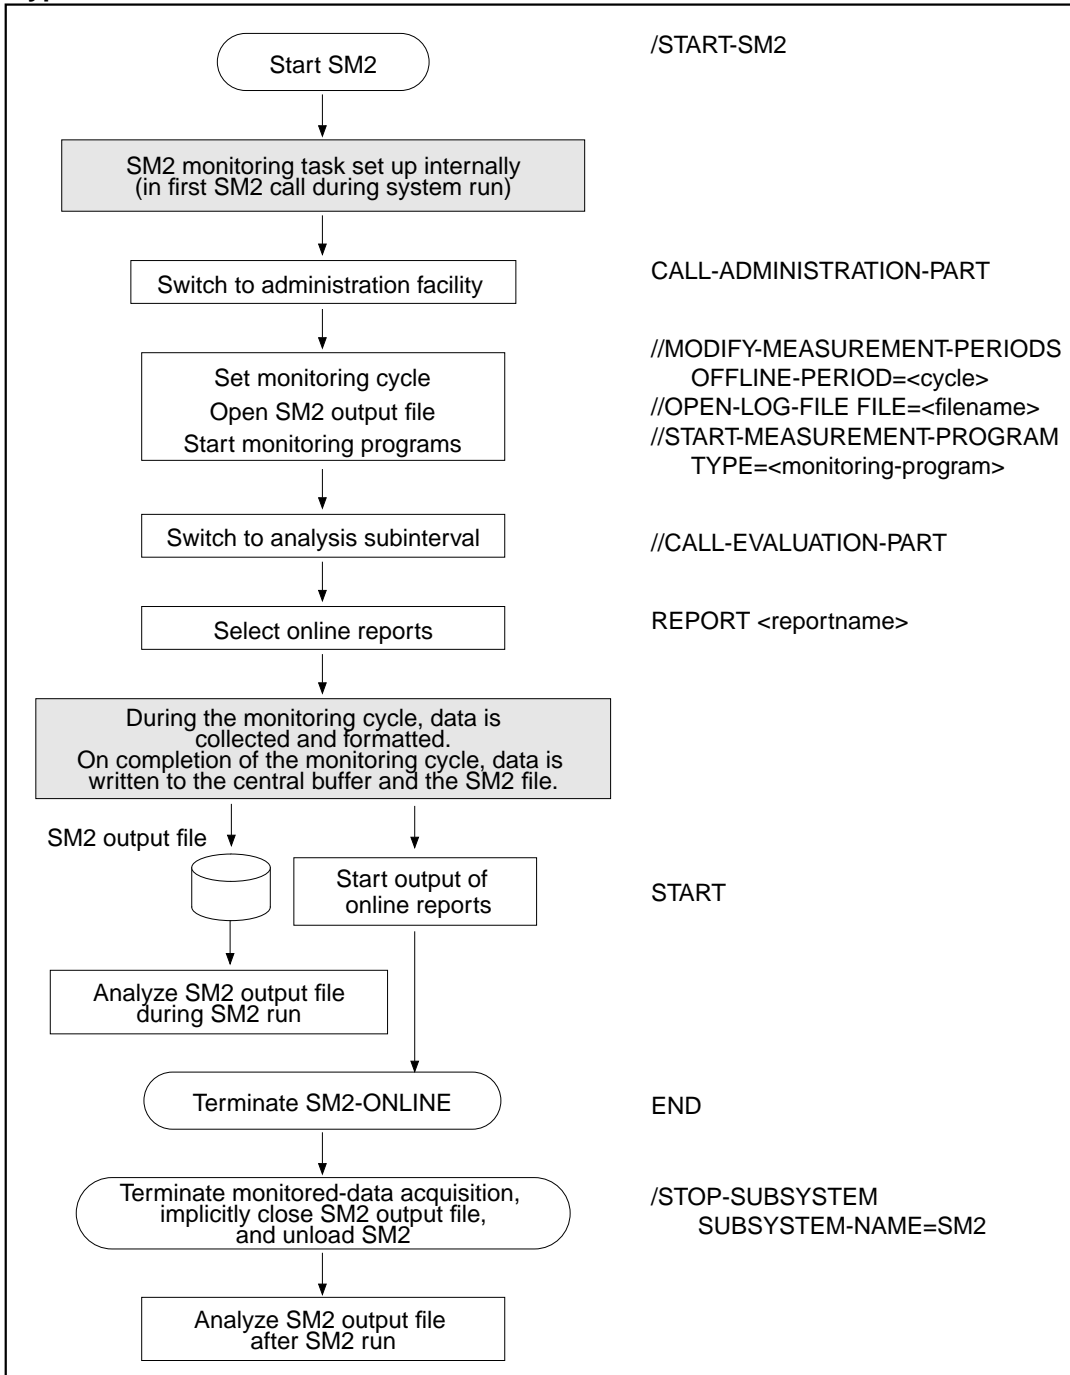 Start SM2
/START-SM2
SM2 monitoring task set up internally
(in first SM2 call during system run)
Switch to administration facility
CALL-ADMINISTRATION-PART
Set monitoring cycle
Open SM2 output file
Start monitoring programs
//MODIFY-MEASUREMENT-PERIODS
OFFLINE-PERIOD=<cycle>
//OPEN-LOG-FILE FILE=<filename>
//START-MEASUREMENT-PROGRAM
TYPE=<monitoring-program>
Switch to analysis subinterval
//CALL-EVALUATION-PART
Select online reports
REPORT <reportname>
During the monitoring cycle, data is
collected and formatted.
On completion of the monitoring cycle, data is
written to the central buffer and the SM2 file.
SM2 output file
Start output of
online reports
START
Analyze SM2 output file
during SM2 run
Terminate SM2-ONLINE
END
Terminate monitored-data acquisition,
implicitly close SM2 output file,
and unload SM2
/STOP-SUBSYSTEM
SUBSYSTEM-NAME=SM2
Analyze SM2 output file
after SM2 run